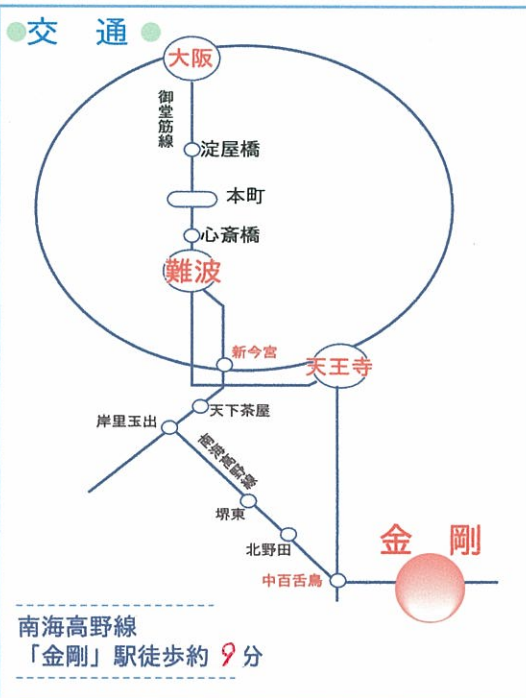 交 通
大阪
御堂筋線
淀屋橋
本町
心斎橋
難波
新今宮
天王寺
天下茶屋
岸里玉出
南海高野線
堺東
北野田
金 剛
中百舌鳥
南海高野線
「金剛」駅徒歩約 9 分